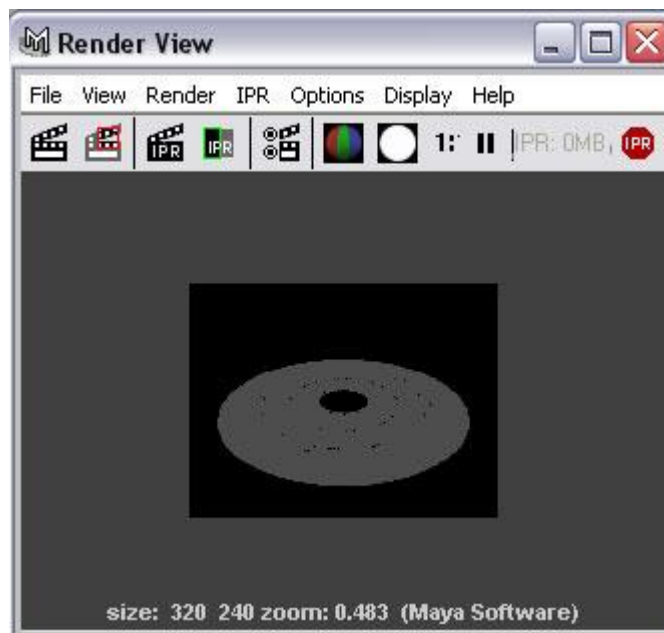 Render View
File View Render IPR Options Display Help
IPR IPR 1: IPR: 0MB, IPR
size: 320 240 zoom: 0.483 (Maya Software)